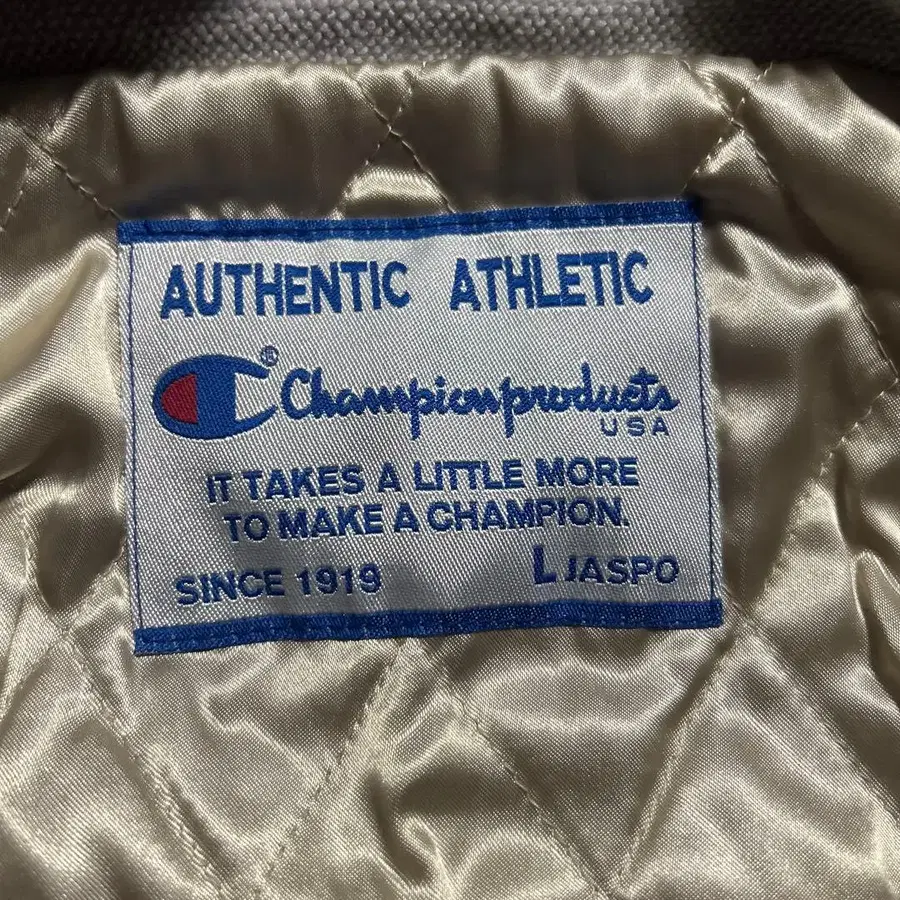 AUTHENTIC ATHLETIC
C® Championproducts
USA
IT TAKES A LITTLE MORE
TO MAKE A CHAMPION.
SINCE 1919 L JASPO